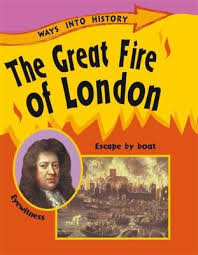 WAYS INTO HISTORY
The Great Fire
of London
Escape by boat
Eyewitness